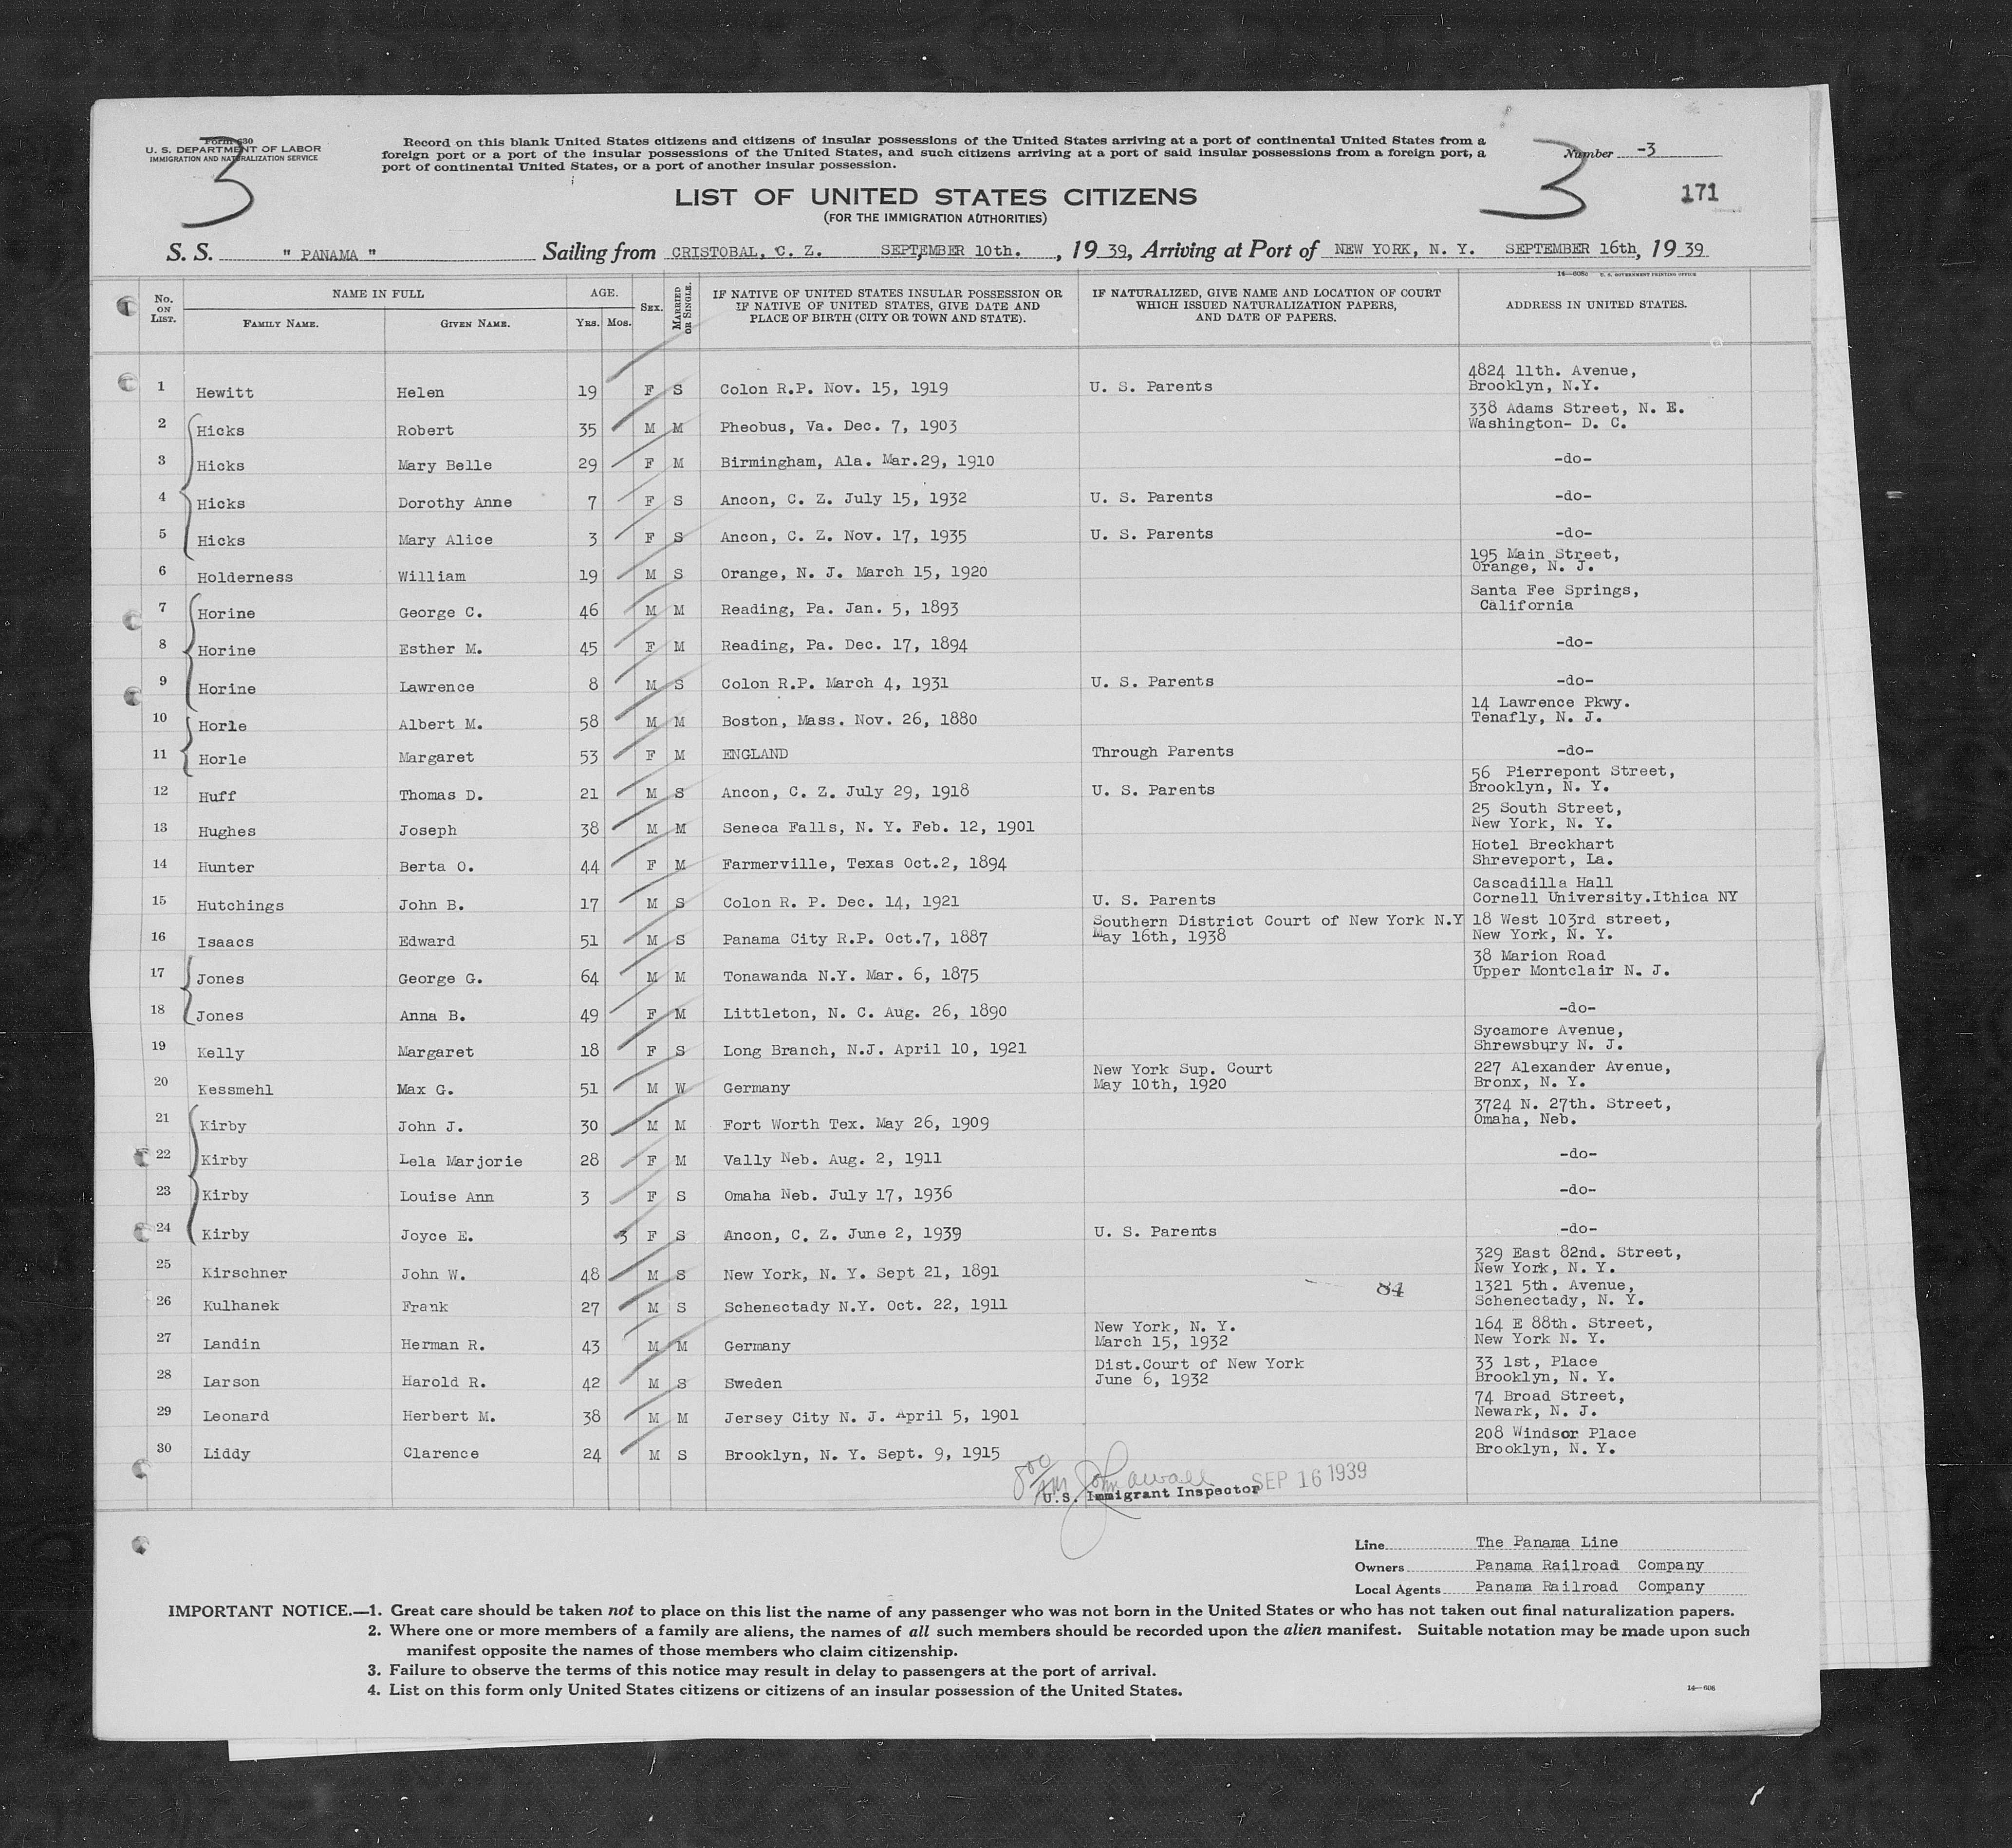 Form 630
U. S. DEPARTMENT OF LABOR
IMMIGRATION AND NATURALIZATION SERVICE
3
Record on this blank United States citizens and citizens of insular possessions of the United States arriving at a port of continental United States from a
foreign port or a port of the insular possessions of the United States, and such citizens arriving at a port of said insular possessions from a foreign port, a
port of continental United States, or a port of another insular possession.
3
Number -3
171
LIST OF UNITED STATES CITIZENS
(FOR THE IMMIGRATION AUTHORITIES)
S. S. " PANAMA " Sailing from CRISTOBAL, C. Z. SEPTEMBER 10th. , 19 39, Arriving at Port of NEW YORK, N. Y. SEPTEMBER 16th, 19 39
14—608a U. S. GOVERNMENT PRINTING OFFICE
No. ON LIST. NAME IN FULL FAMILY NAME. GIVEN NAME. AGE. YRS. MOS. SEX. MARRIED OR SINGLE. IF NATIVE OF UNITED STATES INSULAR POSSESSION OR IF NATIVE OF UNITED STATES, GIVE DATE AND PLACE OF BIRTH (CITY OR TOWN AND STATE). IF NATURALIZED, GIVE NAME AND LOCATION OF COURT WHICH ISSUED NATURALIZATION PAPERS, AND DATE OF PAPERS. ADDRESS IN UNITED STATES.
1 Hewitt Helen 19 F S Colon R.P. Nov. 15, 1919 U. S. Parents 4824 11th. Avenue, Brooklyn, N.Y.
2 Hicks Robert 35 M M Pheobus, Va. Dec. 7, 1903 338 Adams Street, N. E. Washington- D. C.
3 Hicks Mary Belle 29 F M Birmingham, Ala. Mar.29, 1910 -do-
4 Hicks Dorothy Anne 7 F S Ancon, C. Z. July 15, 1932 U. S. Parents -do-
5 Hicks Mary Alice 3 F S Ancon, C. Z. Nov. 17, 1935 U. S. Parents -do-
6 Holderness William 19 M S Orange, N. J. March 15, 1920 195 Main Street, Orange, N. J.
7 Horine George C. 46 M M Reading, Pa. Jan. 5, 1893 Santa Fee Springs, California
8 Horine Esther M. 45 F M Reading, Pa. Dec. 17, 1894 -do-
9 Horine Lawrence 8 M S Colon R.P. March 4, 1931 U. S. Parents -do-
10 Horle Albert M. 58 M M Boston, Mass. Nov. 26, 1880 14 Lawrence Pkwy. Tenafly, N. J.
11 Horle Margaret 53 F M ENGLAND Through Parents -do-
12 Huff Thomas D. 21 M S Ancon, C. Z. July 29, 1918 U. S. Parents 56 Pierrepont Street, Brooklyn, N. Y.
13 Hughes Joseph 38 M M Seneca Falls, N. Y. Feb. 12, 1901 25 South Street, New York, N. Y.
14 Hunter Berta O. 44 F M Farmerville, Texas Oct.2, 1894 Hotel Breckhart Shreveport, La.
15 Hutchings John B. 17 M S Colon R. P. Dec. 14, 1921 U. S. Parents Cascadilla Hall Cornell University.Ithica NY
16 Isaacs Edward 51 M S Panama City R.P. Oct.7, 1887 Southern District Court of New York N.Y May 16th, 1938 18 West 103rd street, New York, N. Y.
17 Jones George G. 64 M M Tonawanda N.Y. Mar. 6, 1875 38 Marion Road Upper Montclair N. J.
18 Jones Anna B. 49 F M Littleton, N. C. Aug. 26, 1890 -do-
19 Kelly Margaret 18 F S Long Branch, N.J. April 10, 1921 Sycamore Avenue, Shrewsbury N. J.
20 Kessmehl Max G. 51 M W Germany New York Sup. Court May 10th, 1920 227 Alexander Avenue, Bronx, N. Y.
21 Kirby John J. 30 M M Fort Worth Tex. May 26, 1909 3724 N. 27th. Street, Omaha, Neb.
22 Kirby Lela Marjorie 28 F M Vally Neb. Aug. 2, 1911 -do-
23 Kirby Louise Ann 3 F S Omaha Neb. July 17, 1936 -do-
24 Kirby Joyce E. 3 F S Ancon, C. Z. June 2, 1939 U. S. Parents -do-
25 Kirschner John W. 48 M S New York, N. Y. Sept 21, 1891 329 East 82nd. Street, New York, N. Y.
26 Kulhanek Frank 27 M S Schenectady N.Y. Oct. 22, 1911 84 1321 5th. Avenue, Schenectady, N. Y.
27 Landin Herman R. 43 M M Germany New York, N. Y. March 15, 1932 164 E 88th. Street, New York N. Y.
28 Larson Harold R. 42 M S Sweden Dist.Court of New York June 6, 1932 33 1st, Place Brooklyn, N. Y.
29 Leonard Herbert M. 38 M M Jersey City N. J. April 5, 1901 74 Broad Street, Newark, N. J.
30 Liddy Clarence 24 M S Brooklyn, N. Y. Sept. 9, 1915 208 Windsor Place Brooklyn, N. Y.
800 AM John
U.S. Immigrant Inspector SEP 16 1939
Line The Panama Line
Owners Panama Railroad Company
Local Agents Panama Railroad Company
IMPORTANT NOTICE.—1. Great care should be taken not to place on this list the name of any passenger who was not born in the United States or who has not taken out final naturalization papers.
2. Where one or more members of a family are aliens, the names of all such members should be recorded upon the alien manifest. Suitable notation may be made upon such
manifest opposite the names of those members who claim citizenship.
3. Failure to observe the terms of this notice may result in delay to passengers at the port of arrival.
4. List on this form only United States citizens or citizens of an insular possession of the United States.
14—608